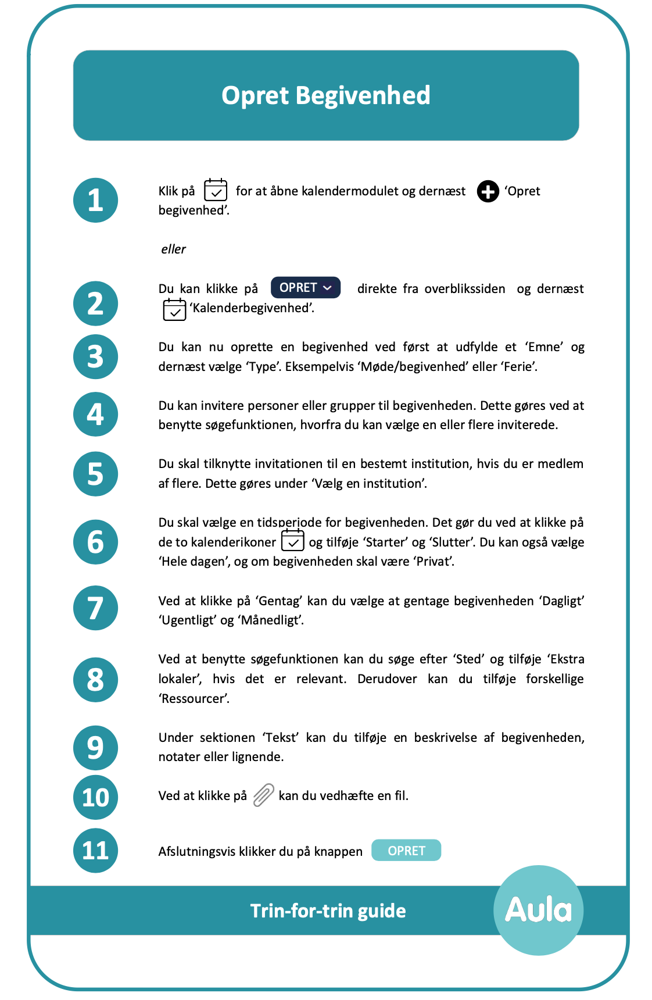 Opret Begivenhed
1
Klik på for at åbne kalendermodulet og dernæst ‘Opret
begivenhed’.
eller
2
Du kan klikke på OPRET direkte fra overblikssiden og dernæst
‘Kalenderbegivenhed’.
3
Du kan nu oprette en begivenhed ved først at udfylde et ‘Emne’ og
dernæst vælge ‘Type’. Eksempelvis ‘Møde/begivenhed’ eller ‘Ferie’.
4
Du kan invitere personer eller grupper til begivenheden. Dette gøres ved at
benytte søgefunktionen, hvorfra du kan vælge en eller flere inviterede.
5
Du skal tilknytte invitationen til en bestemt institution, hvis du er medlem
af flere. Dette gøres under ‘Vælg en institution’.
6
Du skal vælge en tidsperiode for begivenheden. Det gør du ved at klikke på
de to kalenderikoner og tilføje ‘Starter’ og ‘Slutter’. Du kan også vælge
‘Hele dagen’, og om begivenheden skal være ‘Privat’.
7
Ved at klikke på ‘Gentag’ kan du vælge at gentage begivenheden ‘Dagligt’
‘Ugentligt’ og ‘Månedligt’.
8
Ved at benytte søgefunktionen kan du søge efter ‘Sted’ og tilføje ‘Ekstra
lokaler’, hvis det er relevant. Derudover kan du tilføje forskellige
‘Ressourcer’.
9
Under sektionen ‘Tekst’ kan du tilføje en beskrivelse af begivenheden,
notater eller lignende.
10
Ved at klikke på kan du vedhæfte en fil.
11
Afslutningsvis klikker du på knappen OPRET
Trin-for-trin guide
Aula